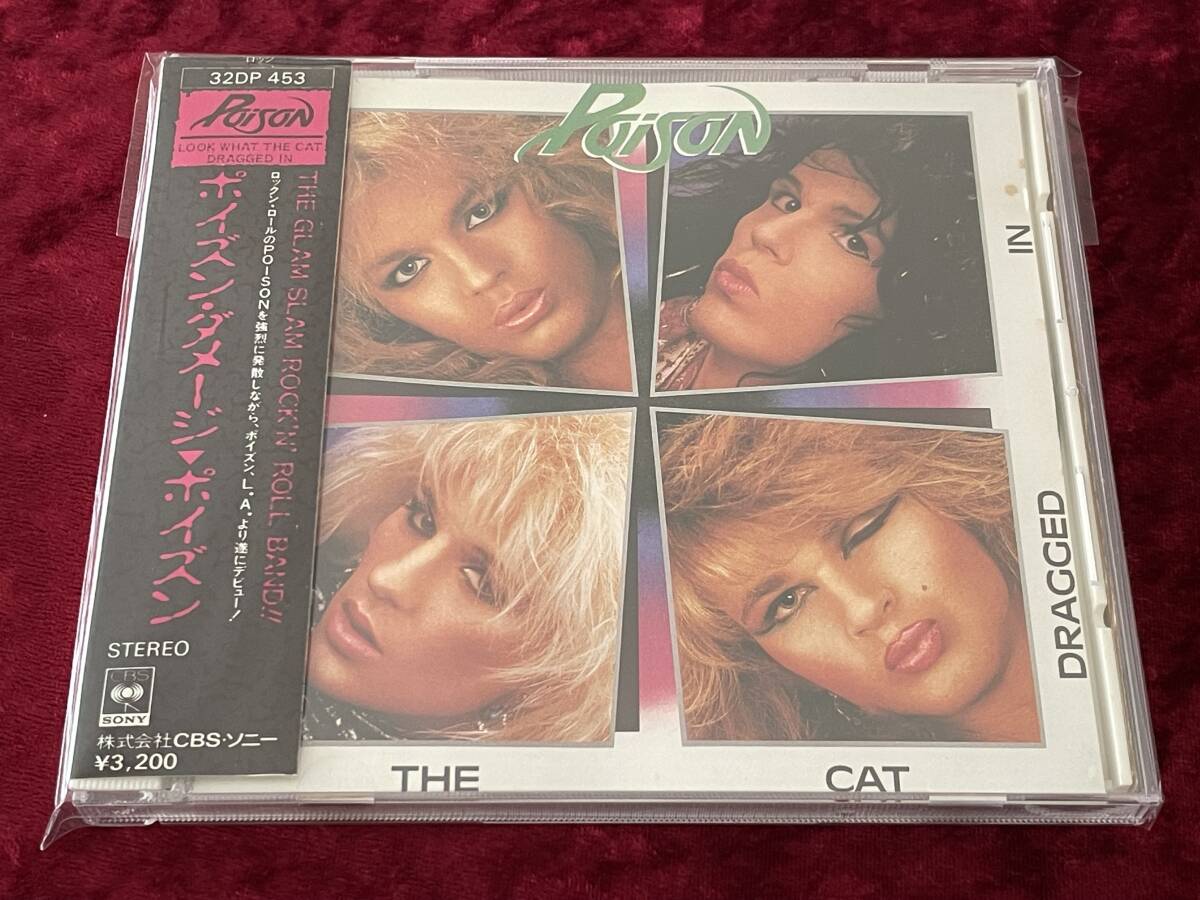 ロック
32DP 453
POISON
LOOK WHAT THE CAT
DRAGGED IN
THE GLAM SLAM ROCK'N' ROLL BAND!!
ロックン・ロールのPOISONを強烈に発散しながら、ポイズン、L.A.より遂にデビュー!
ポイズン・ダメージ▼ポイズン
STEREO
CBS
SONY
株式会社CBS・ソニー
¥3,200
POISON
THE
CAT
DRAGGED
IN